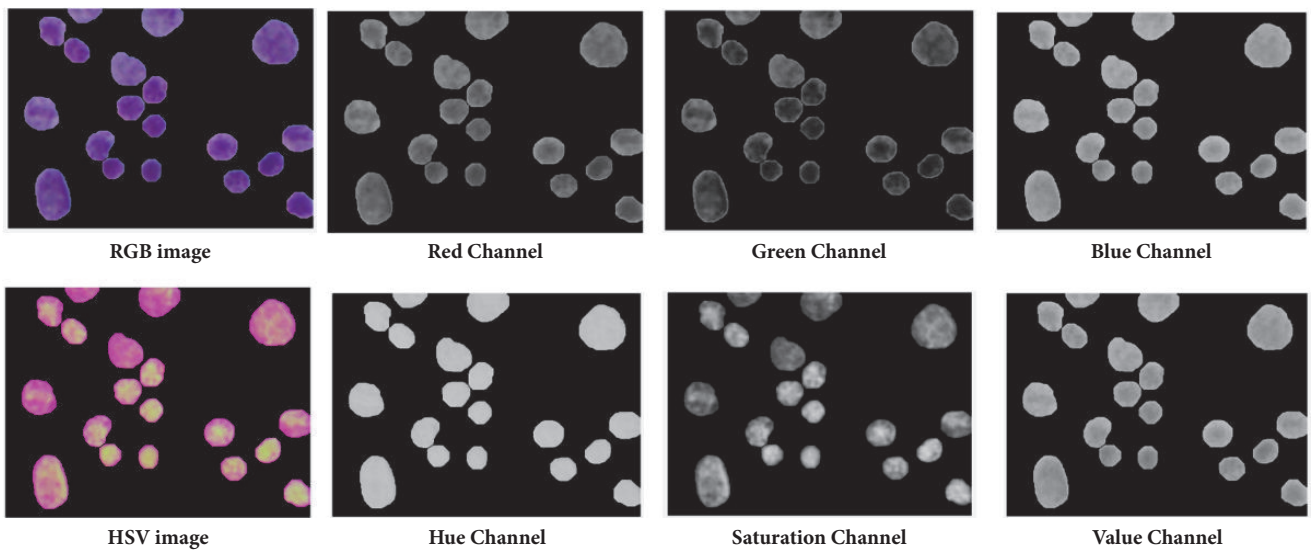 RGB image
Red Channel
Green Channel
Blue Channel
HSV image
Hue Channel
Saturation Channel
Value Channel